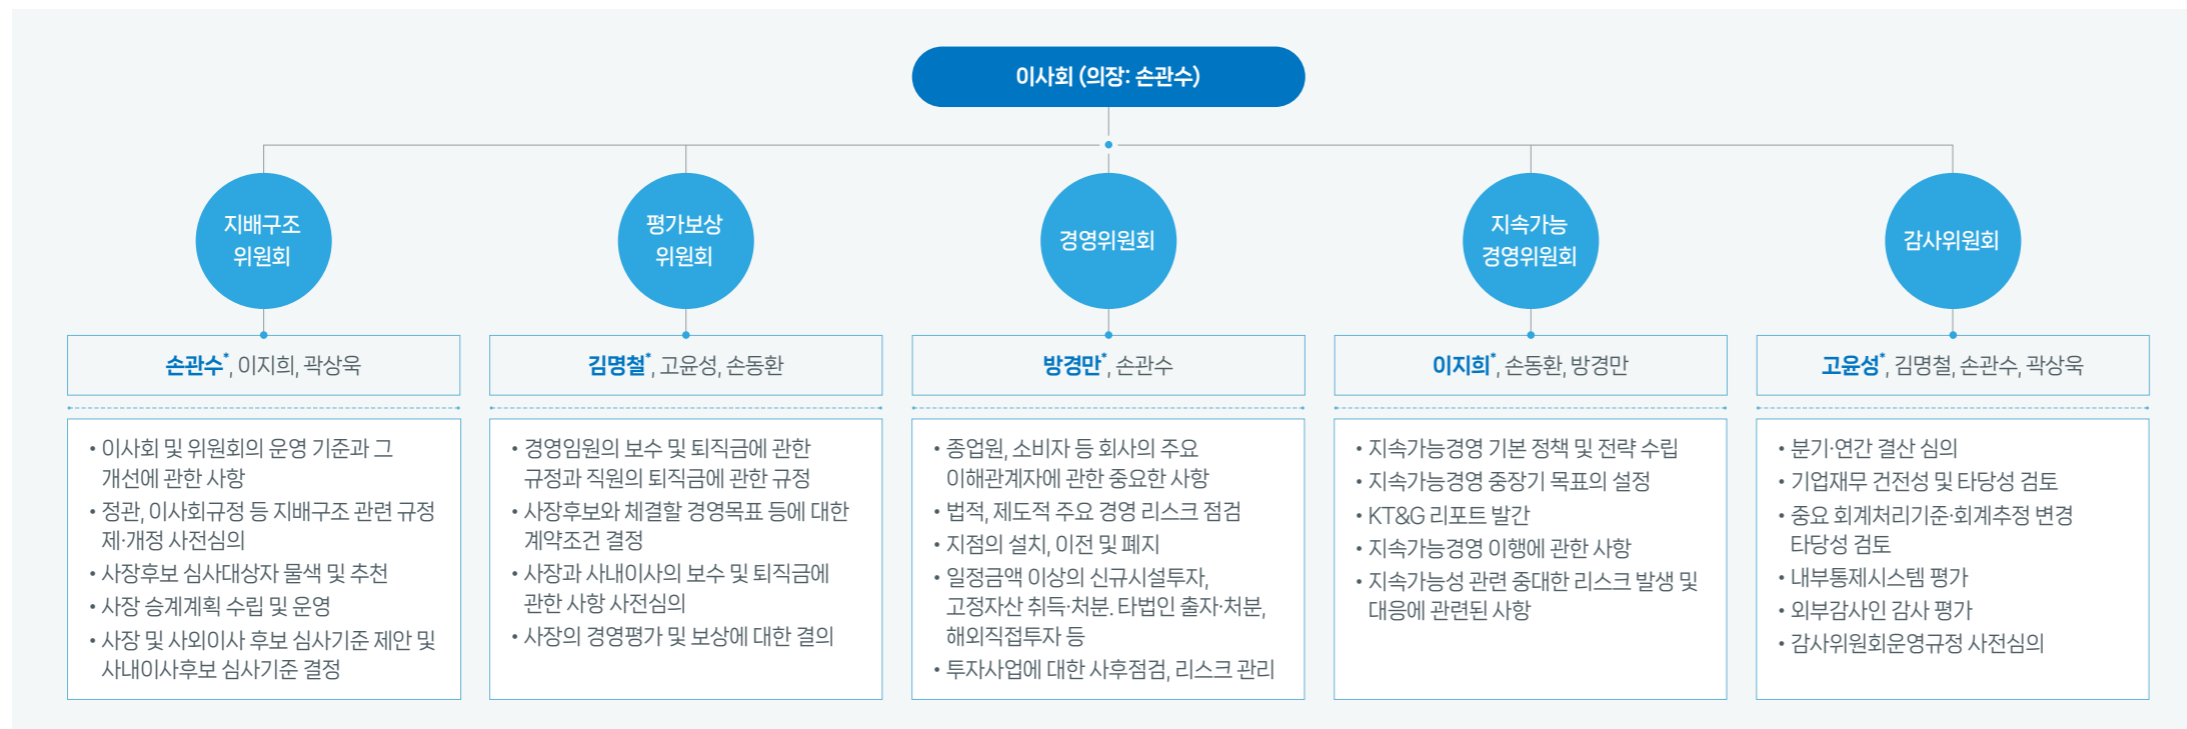 이사회 (의장: 손관수)
지배구조
위원회
손관수*, 이지희, 곽상욱
• 이사회 및 위원회의 운영 기준과 그
개선에 관한 사항
• 정관, 이사회규정 등 지배구조 관련 규정
제·개정 사전심의
• 사장후보 심사대상자 물색 및 추천
• 사장 승계계획 수립 및 운영
• 사장 및 사외이사 후보 심사기준 제안 및
사내이사후보 심사기준 결정
평가보상
위원회
김명철*, 고윤성, 손동환
• 경영임원의 보수 및 퇴직금에 관한
규정과 직원의 퇴직금에 관한 규정
• 사장후보와 체결할 경영목표 등에 대한
계약조건 결정
• 사장과 사내이사의 보수 및 퇴직금에
관한 사항 사전심의
• 사장의 경영평가 및 보상에 대한 결의
경영위원회
방경만*, 손관수
• 종업원, 소비자 등 회사의 주요
이해관계자에 관한 중요한 사항
• 법적, 제도적 주요 경영 리스크 점검
• 지점의 설치, 이전 및 폐지
• 일정금액 이상의 신규시설투자,
고정자산 취득·처분. 타법인 출자·처분,
해외직접투자 등
• 투자사업에 대한 사후점검, 리스크 관리
지속가능
경영위원회
이지희*, 손동환, 방경만
• 지속가능경영 기본 정책 및 전략 수립
• 지속가능경영 중장기 목표의 설정
• KT&G 리포트 발간
• 지속가능경영 이행에 관한 사항
• 지속가능성 관련 중대한 리스크 발생 및
대응에 관련된 사항
감사위원회
고윤성*, 김명철, 손관수, 곽상욱
• 분기·연간 결산 심의
• 기업재무 건전성 및 타당성 검토
• 중요 회계처리기준·회계추정 변경
타당성 검토
• 내부통제시스템 평가
• 외부감사인 감사 평가
• 감사위원회운영규정 사전심의